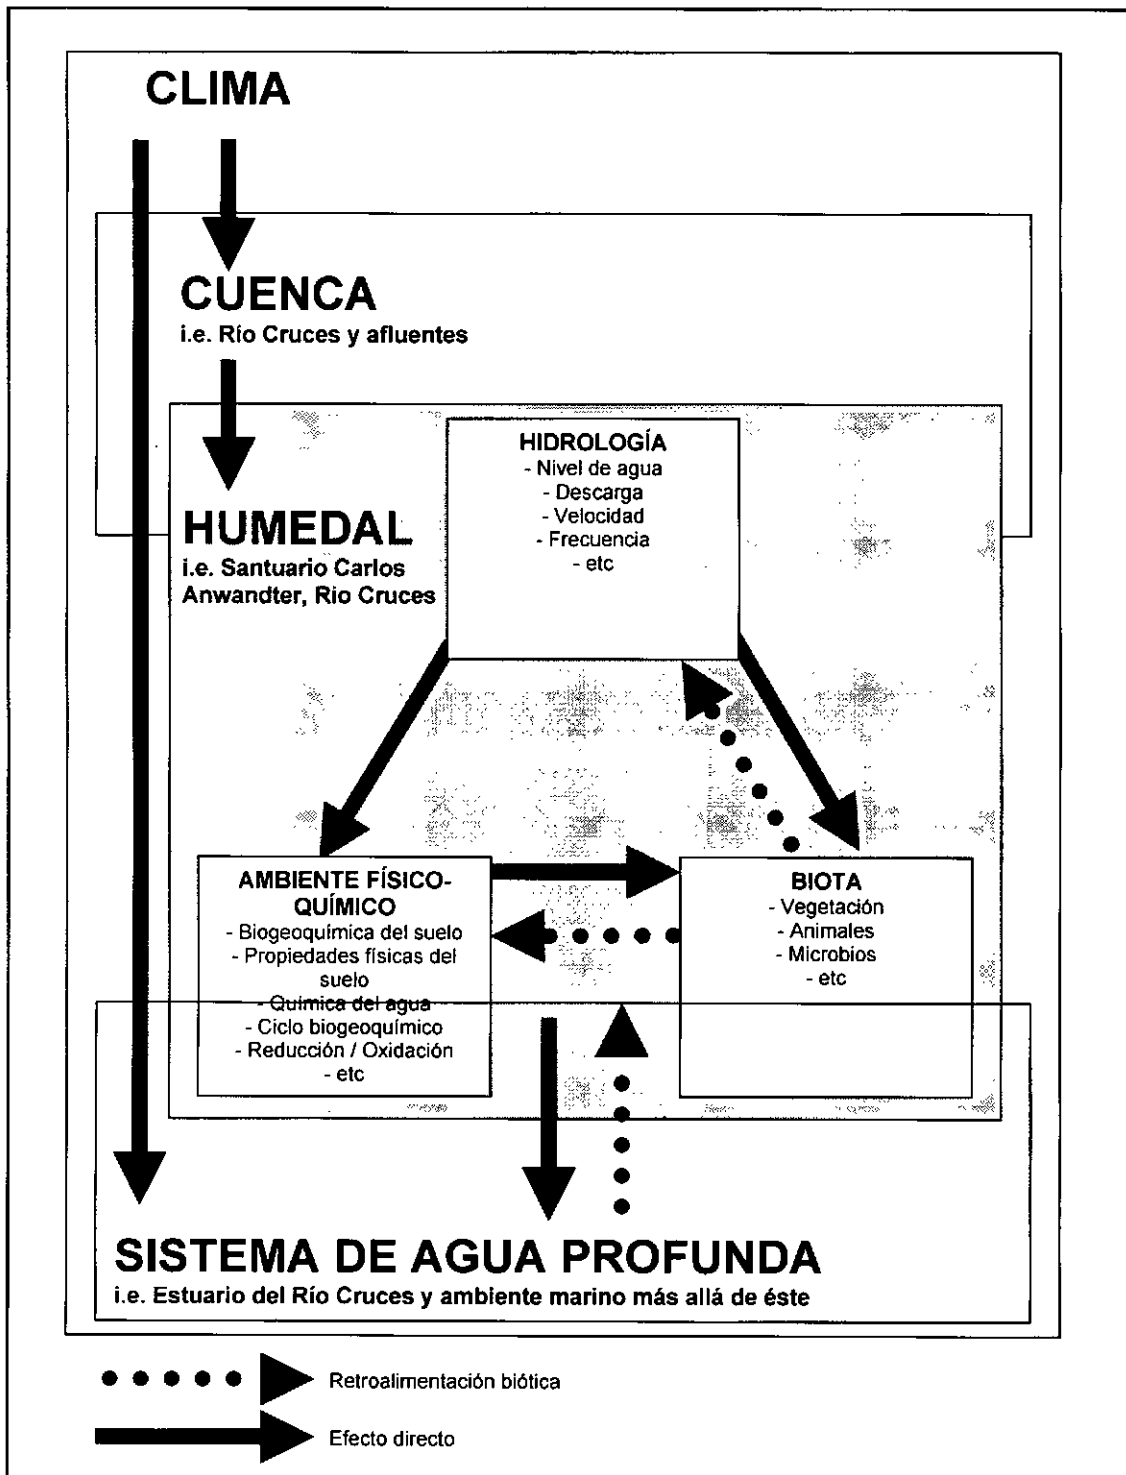 CLIMA
CUENCA
i.e. Río Cruces y afluentes
HIDROLOGÍA
- Nivel de agua
- Descarga
- Velocidad
- Frecuencia
- etc
HUMEDAL
i.e. Santuario Carlos
Anwandter, Río Cruces
AMBIENTE FÍSICO-
QUÍMICO
- Biogeoquímica del suelo
- Propiedades físicas del
suelo
- Química del agua
- Ciclo biogeoquímico
- Reducción / Oxidación
- etc
BIOTA
- Vegetación
- Animales
- Microbios
- etc
SISTEMA DE AGUA PROFUNDA
i.e. Estuario del Río Cruces y ambiente marino más allá de éste
Retroalimentación biótica
Efecto directo